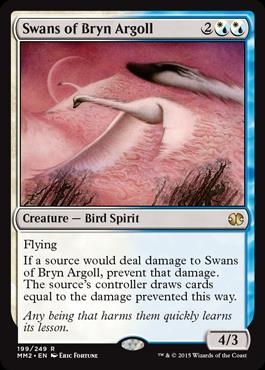 Swans of Bryn Argoll 2
Creature — Bird Spirit
Flying
If a source would deal damage to Swans
of Bryn Argoll, prevent that damage.
The source's controller draws cards
equal to the damage prevented this way.
Any being that harms them quickly learns
its lesson.
4/3
199/249 R
MM2 • EN ERIC FORTUNE
™ & © 2015 Wizards of the Coast